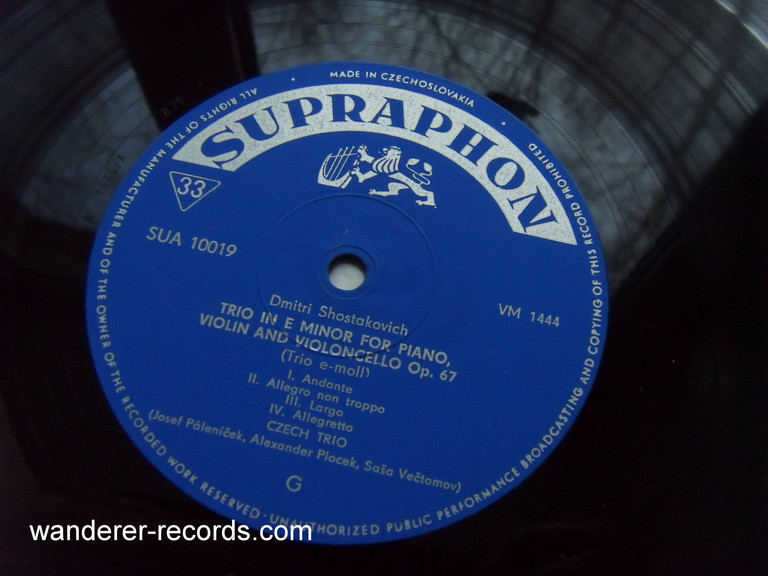 MADE IN CZECHOSLOVAKIA
SUPRAPHON
33
SUA 10019
VM 1444
Dmitri Shostakovich
TRIO IN E MINOR FOR PIANO,
VIOLIN AND VIOLONCELLO Op. 67
(Trio e-moll)
I. Andante
II. Allegro non troppo
III. Largo
IV. Allegretto
CZECH TRIO
(Josef Páleníček, Alexander Plocek, Saša Večtomov)
G
ALL RIGHTS OF THE MANUFACTURER AND OF THE OWNER OF THE RECORDED WORK RESERVED · UNAUTHORIZED PUBLIC PERFORMANCE BROADCASTING AND COPYING OF THIS RECORD PROHIBITED
wanderer-records.com